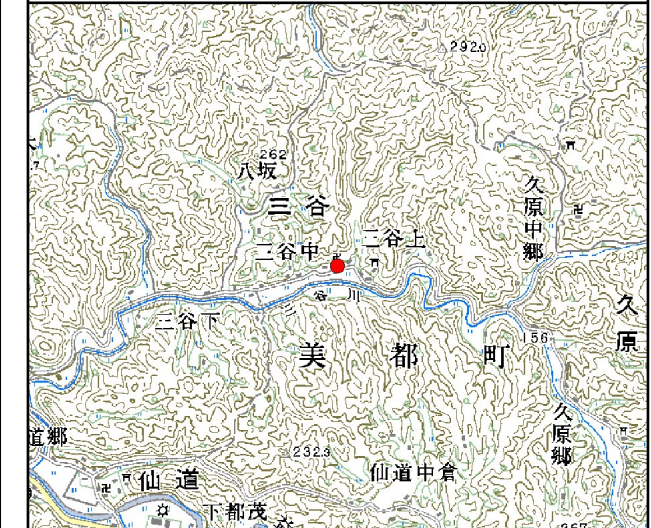 292.0
262
八坂
三谷
久原中郷
三谷上
三谷中
三谷川
三谷下
久原
美都町
156
久原郷
道郷
232.3
仙道中倉
仙道
下都茂
267